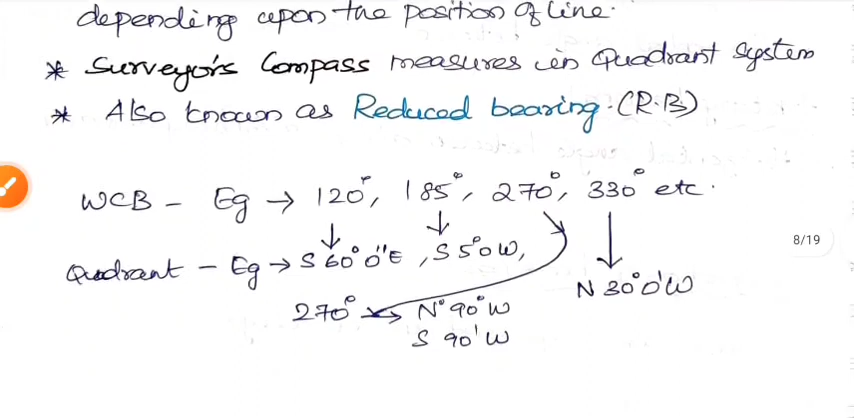 depending upon the position of line.
* Surveyor's Compass measures in Quadrant System
* Also known as Reduced bearing. (R.B)
WCB - Eg → 120°, 185°, 270°, 330° etc.
8/19
Quadrant - Eg → S 60° 0''E, S 5° 0 W,
N 30° 0' W
270° N° 90° W
S 90' W